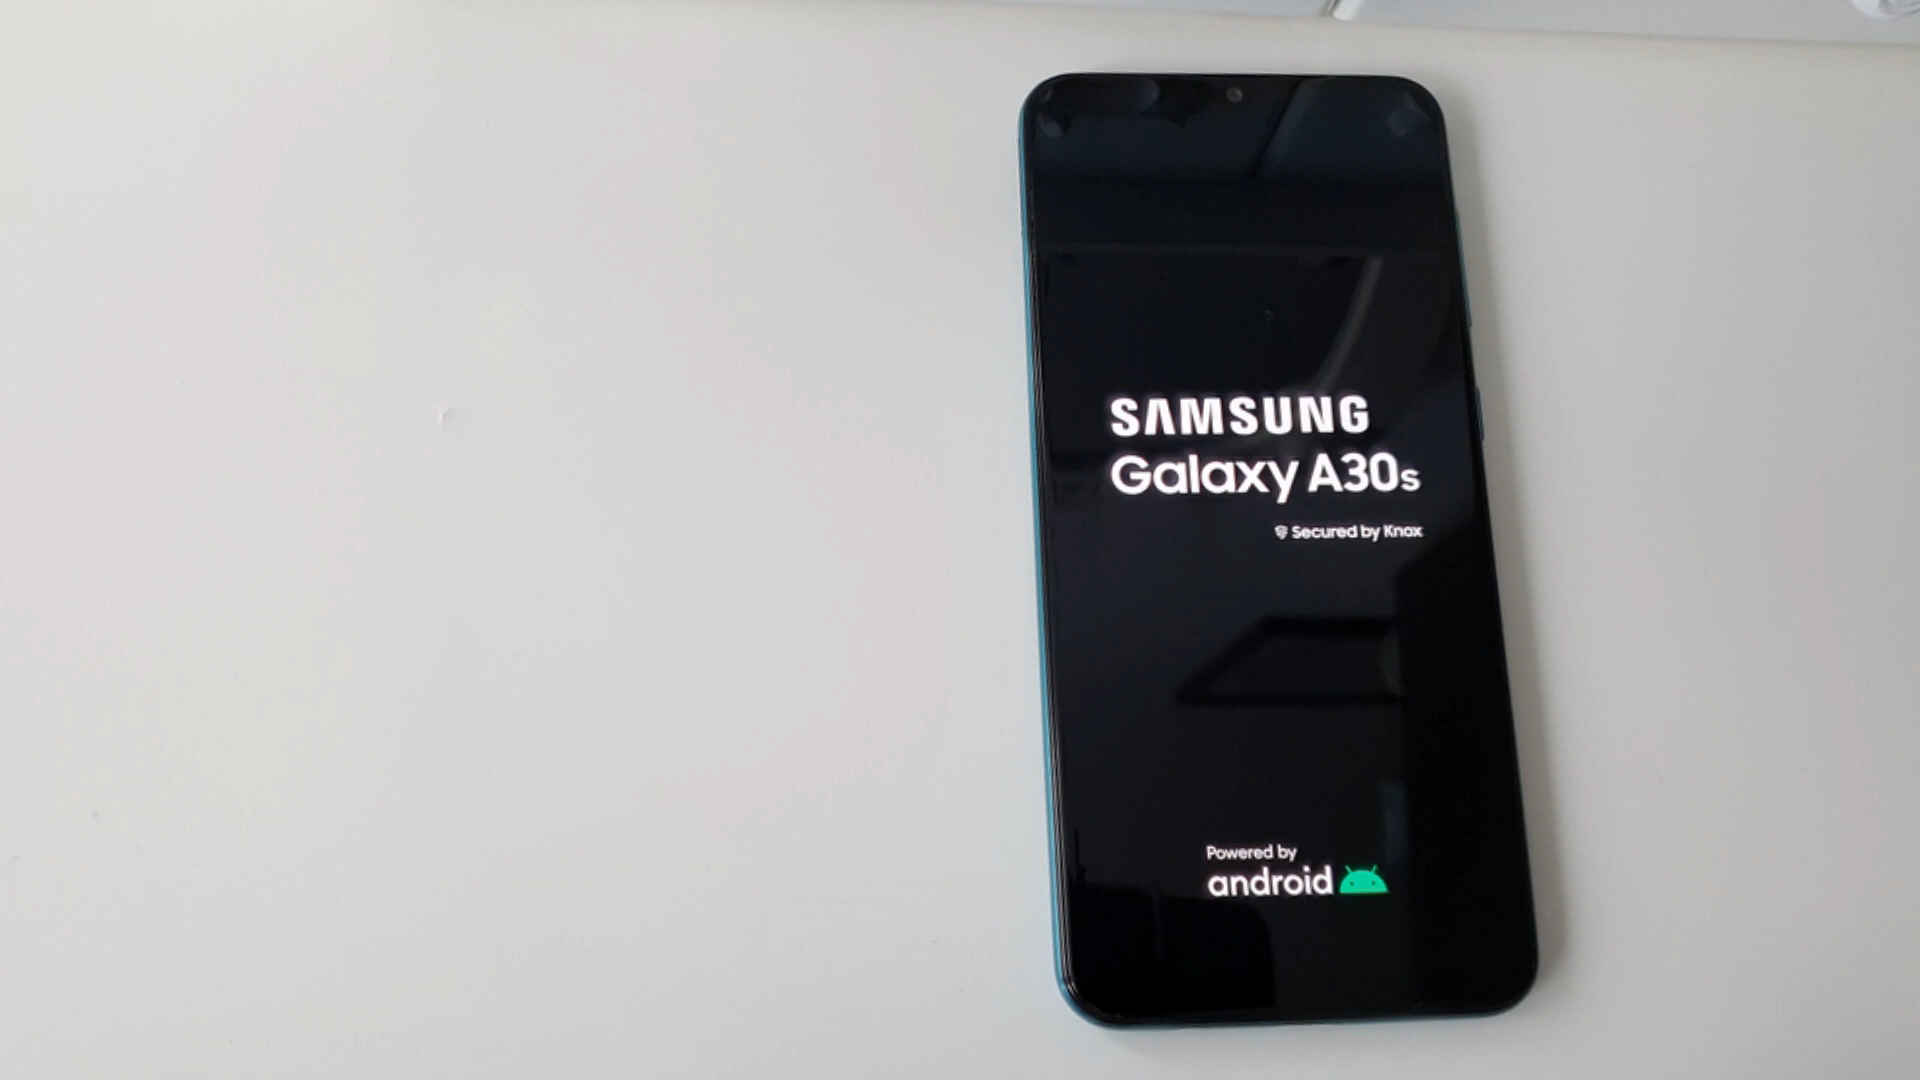 SAMSUNG
Galaxy A30s
Secured by Knox
Powered by
android